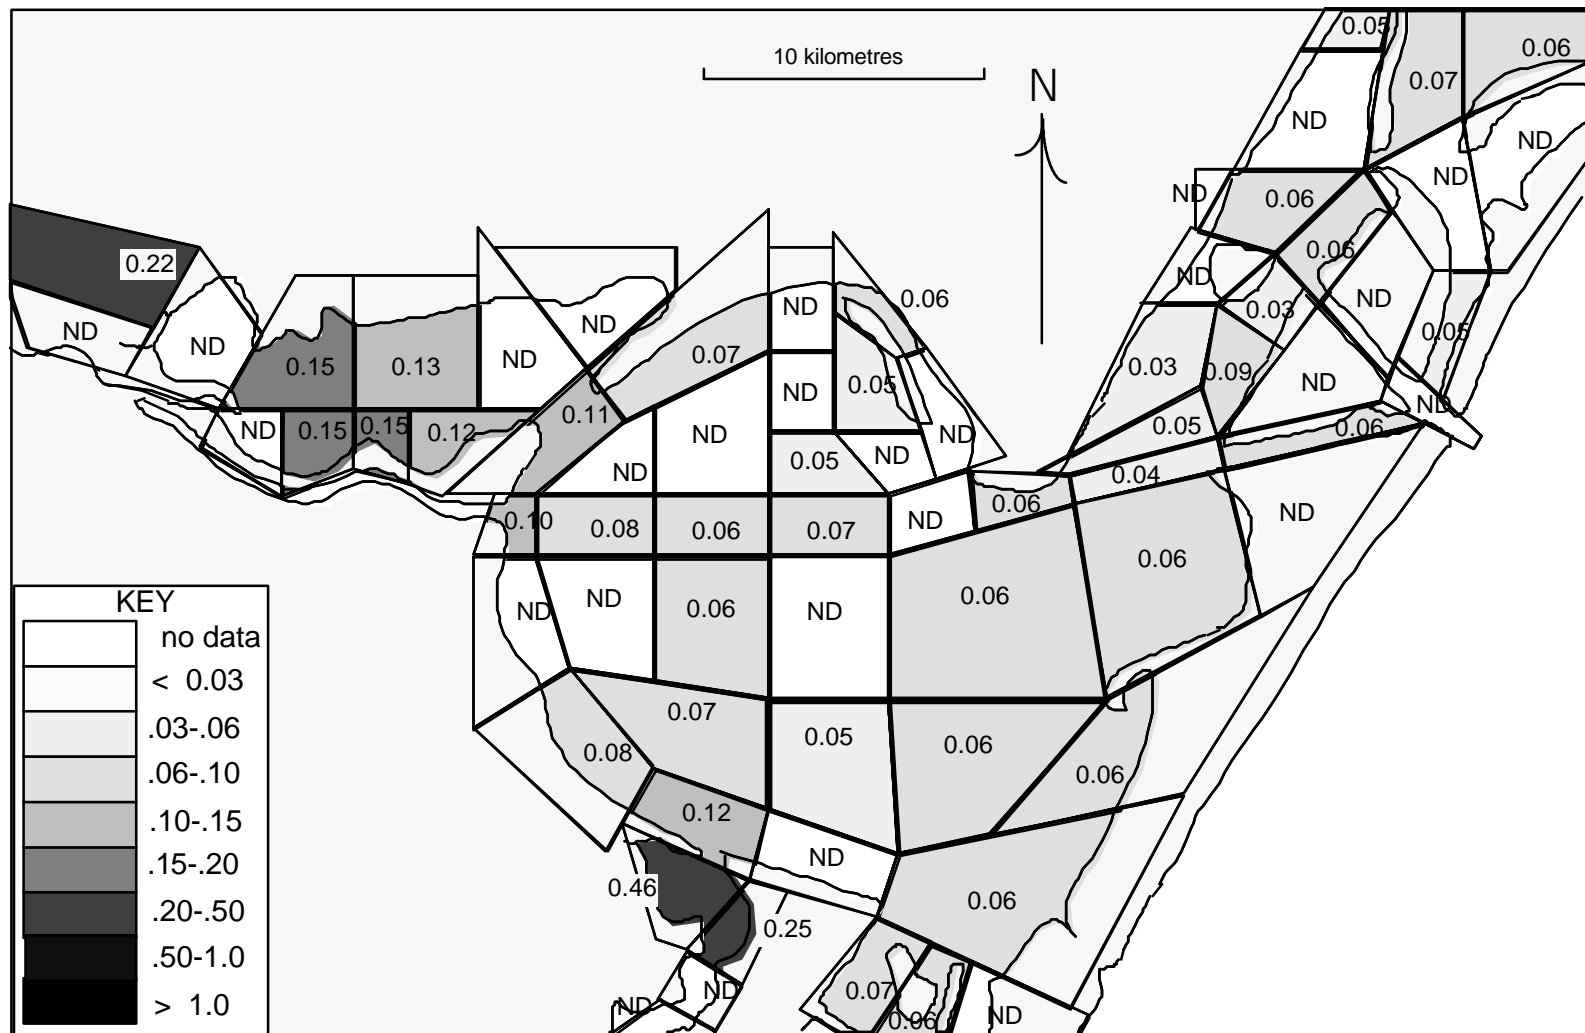 0.05
0.06
10 kilometres
0.07
N
ND
ND
ND
ND
0.06
0.06
0.22
ND
ND
0.06
ND
0.03
ND
ND
ND
0.05
ND
0.07
0.15
0.13
ND
0.03
0.09
0.05
ND
ND
ND
0.11
0.15
0.15
0.12
ND
ND
ND
0.05
0.06
ND
0.05
ND
ND
0.04
0.06
ND
0.10
0.08
0.06
0.07
ND
0.06
KEY
ND
ND
0.06
ND
0.06
no data
< 0.03
.03-.06
.06-.10
.10-.15
.15-.20
.20-.50
.50-1.0
> 1.0
0.07
0.05
0.06
0.08
0.06
0.12
ND
0.46
0.06
0.25
ND
ND
0.07
0.06
ND